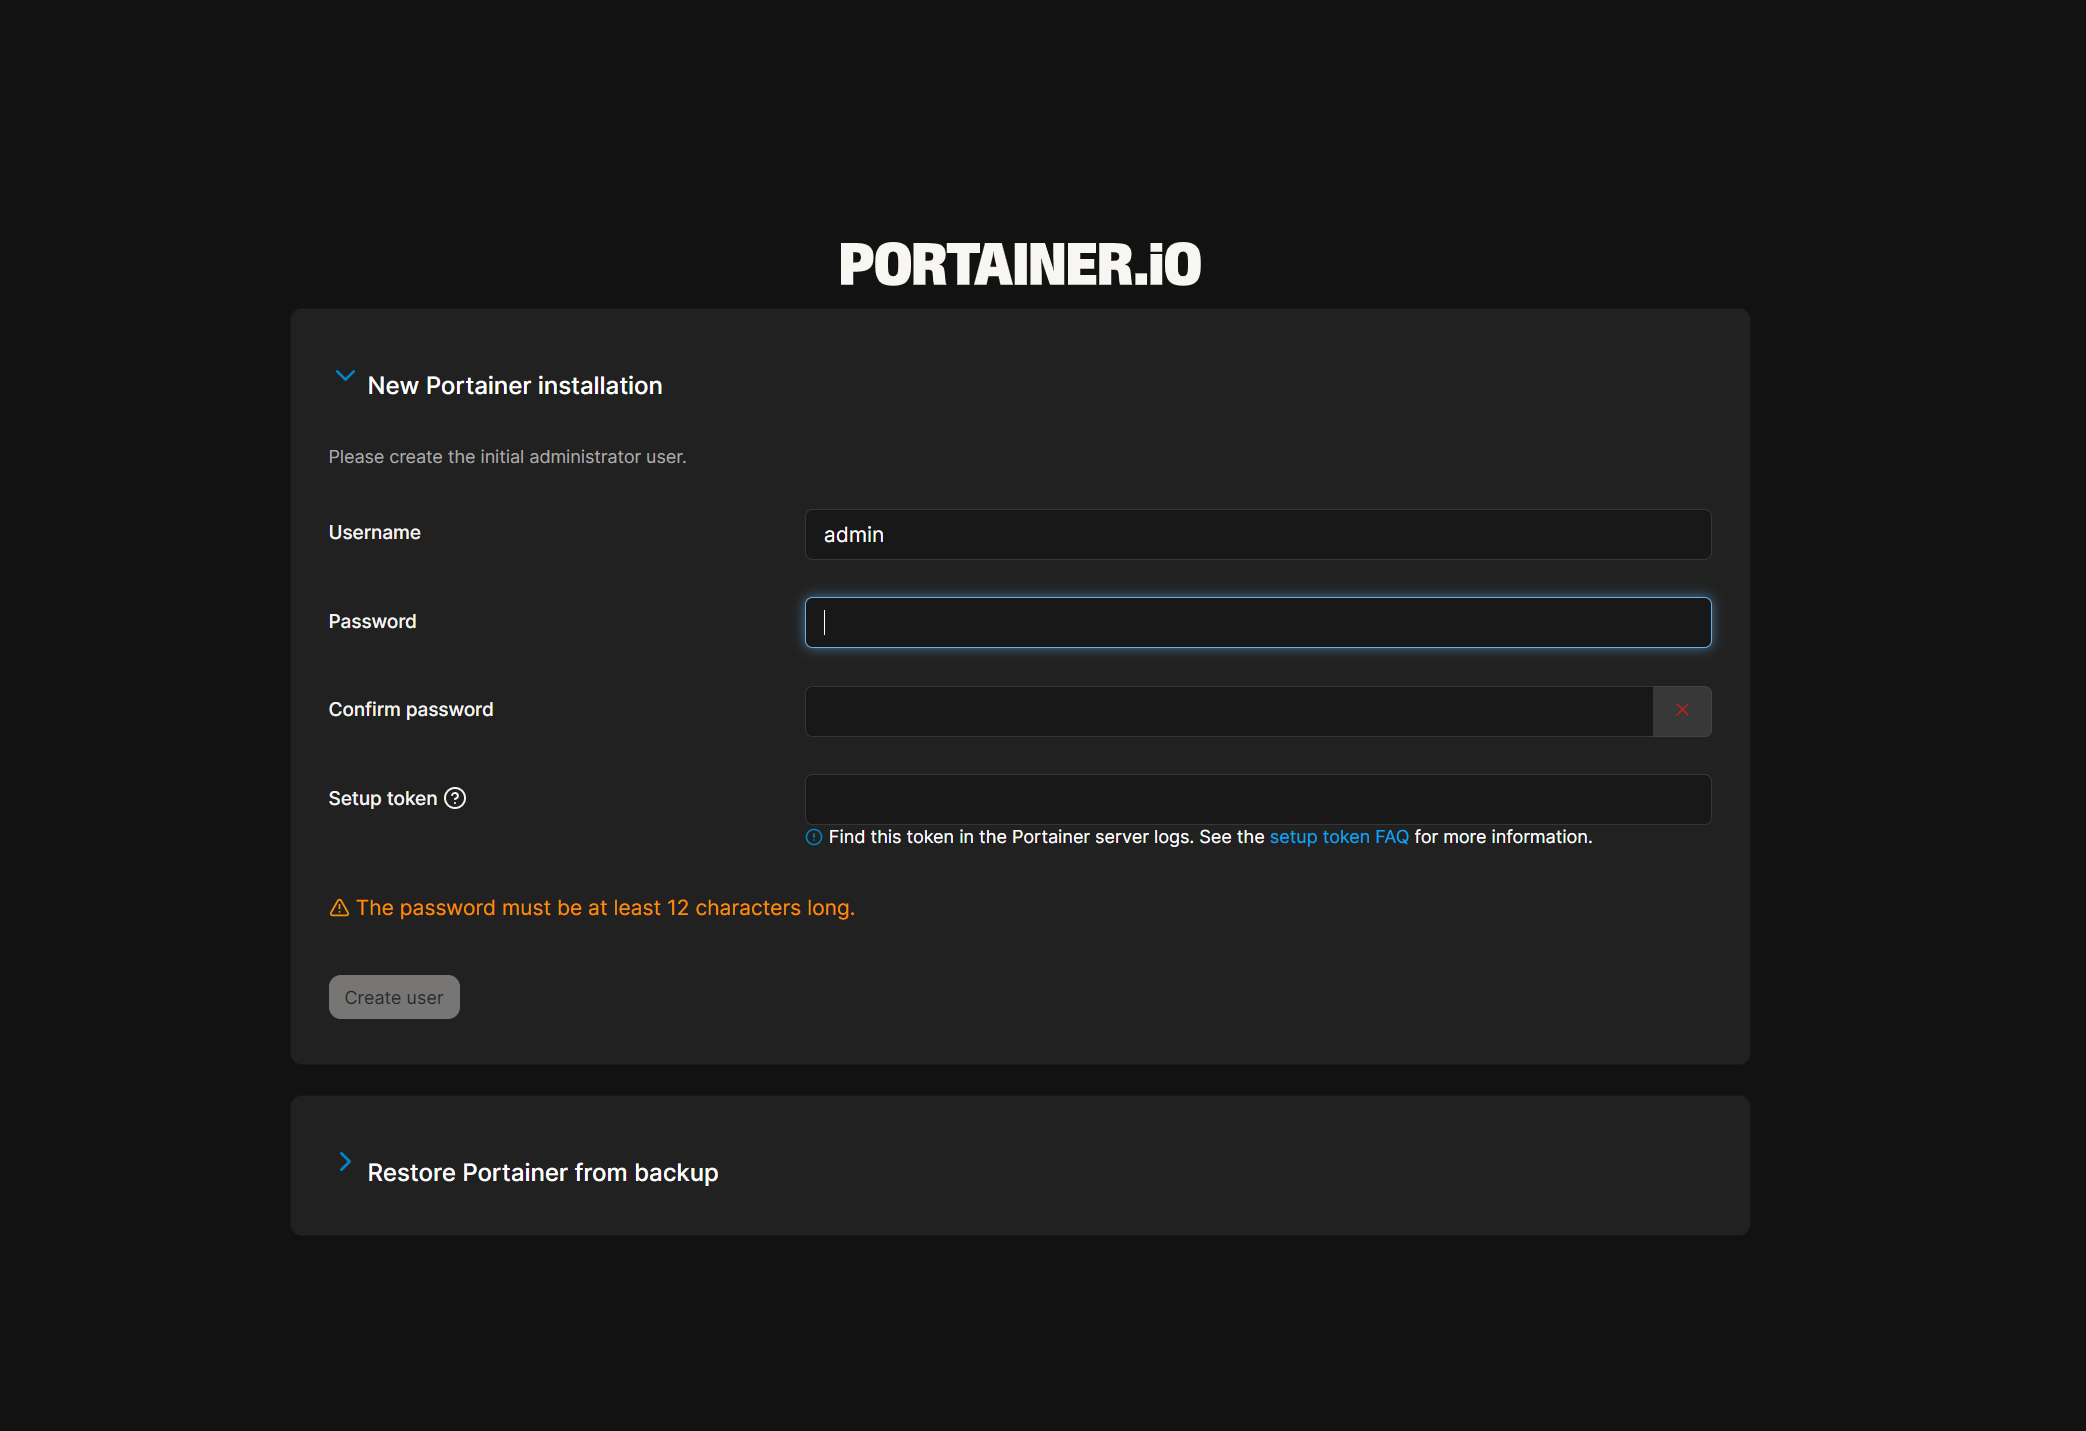 PORTAINER.iO
New Portainer installation
Please create the initial administrator user.
Username
admin
Password
Confirm password
Setup token
Find this token in the Portainer server logs. See the setup token FAQ for more information.
The password must be at least 12 characters long.
Create user
Restore Portainer from backup